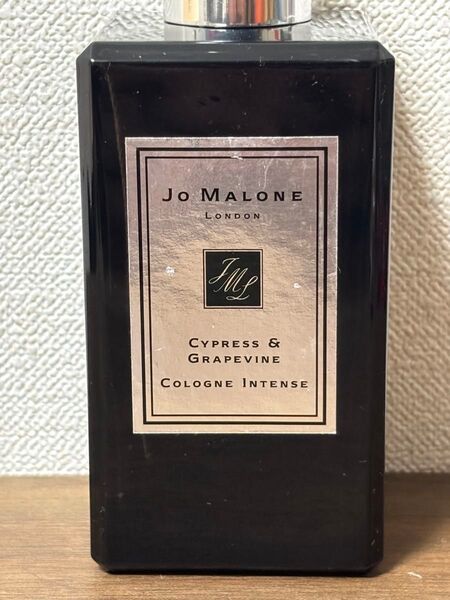 JO MALONE
LONDON
JML
CYPRESS &
GRAPEVINE
COLOGNE INTENSE